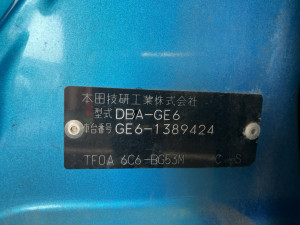 本田技研工業株式会社
型式 DBA-GE6
車台番号 GE6-1389424
TF0A 6C6-BG53M C S